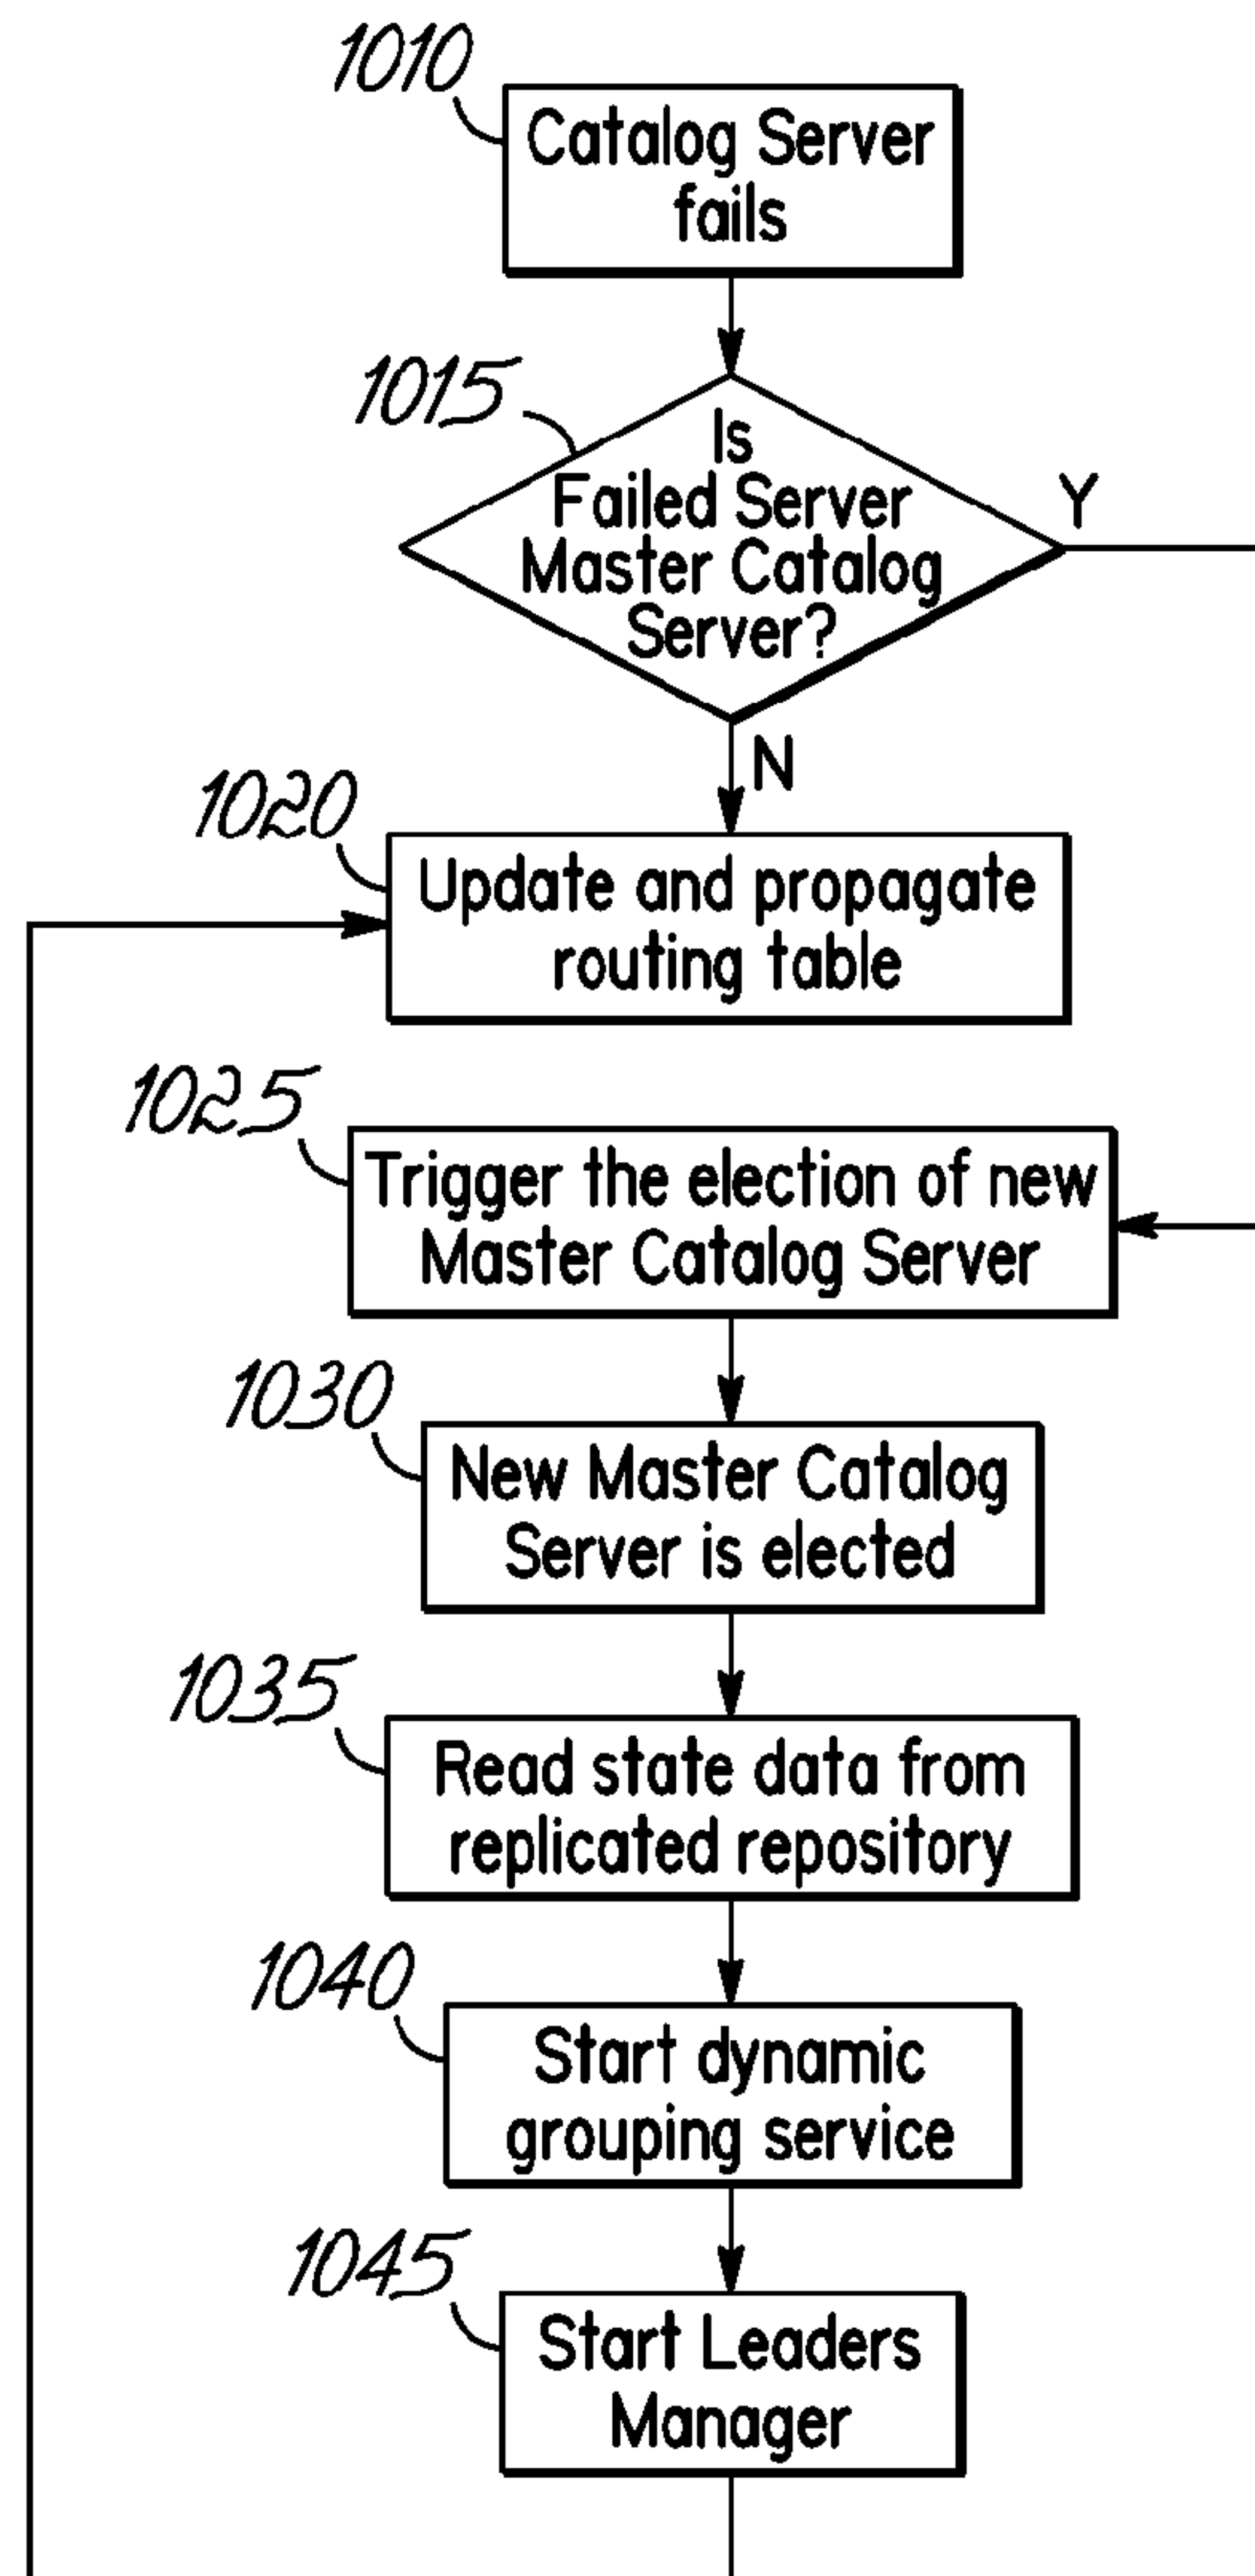 1010
Catalog Server
fails
1015
Is
Failed Server
Master Catalog
Server?
Y
N
1020
Update and propagate
routing table
1025
Trigger the election of new
Master Catalog Server
1030
New Master Catalog
Server is elected
1035
Read state data from
replicated repository
1040
Start dynamic
grouping service
1045
Start Leaders
Manager